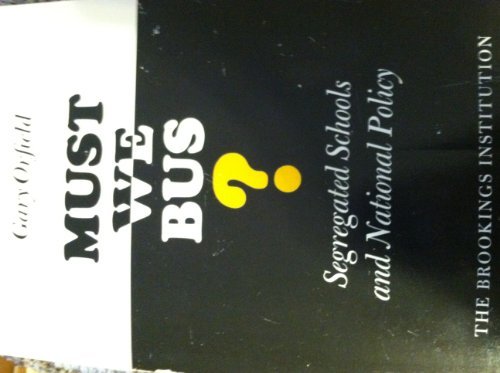 Gary Orfield
MUST
WE
BUS
?
Segregated Schools
and National Policy
THE BROOKINGS INSTITUTION